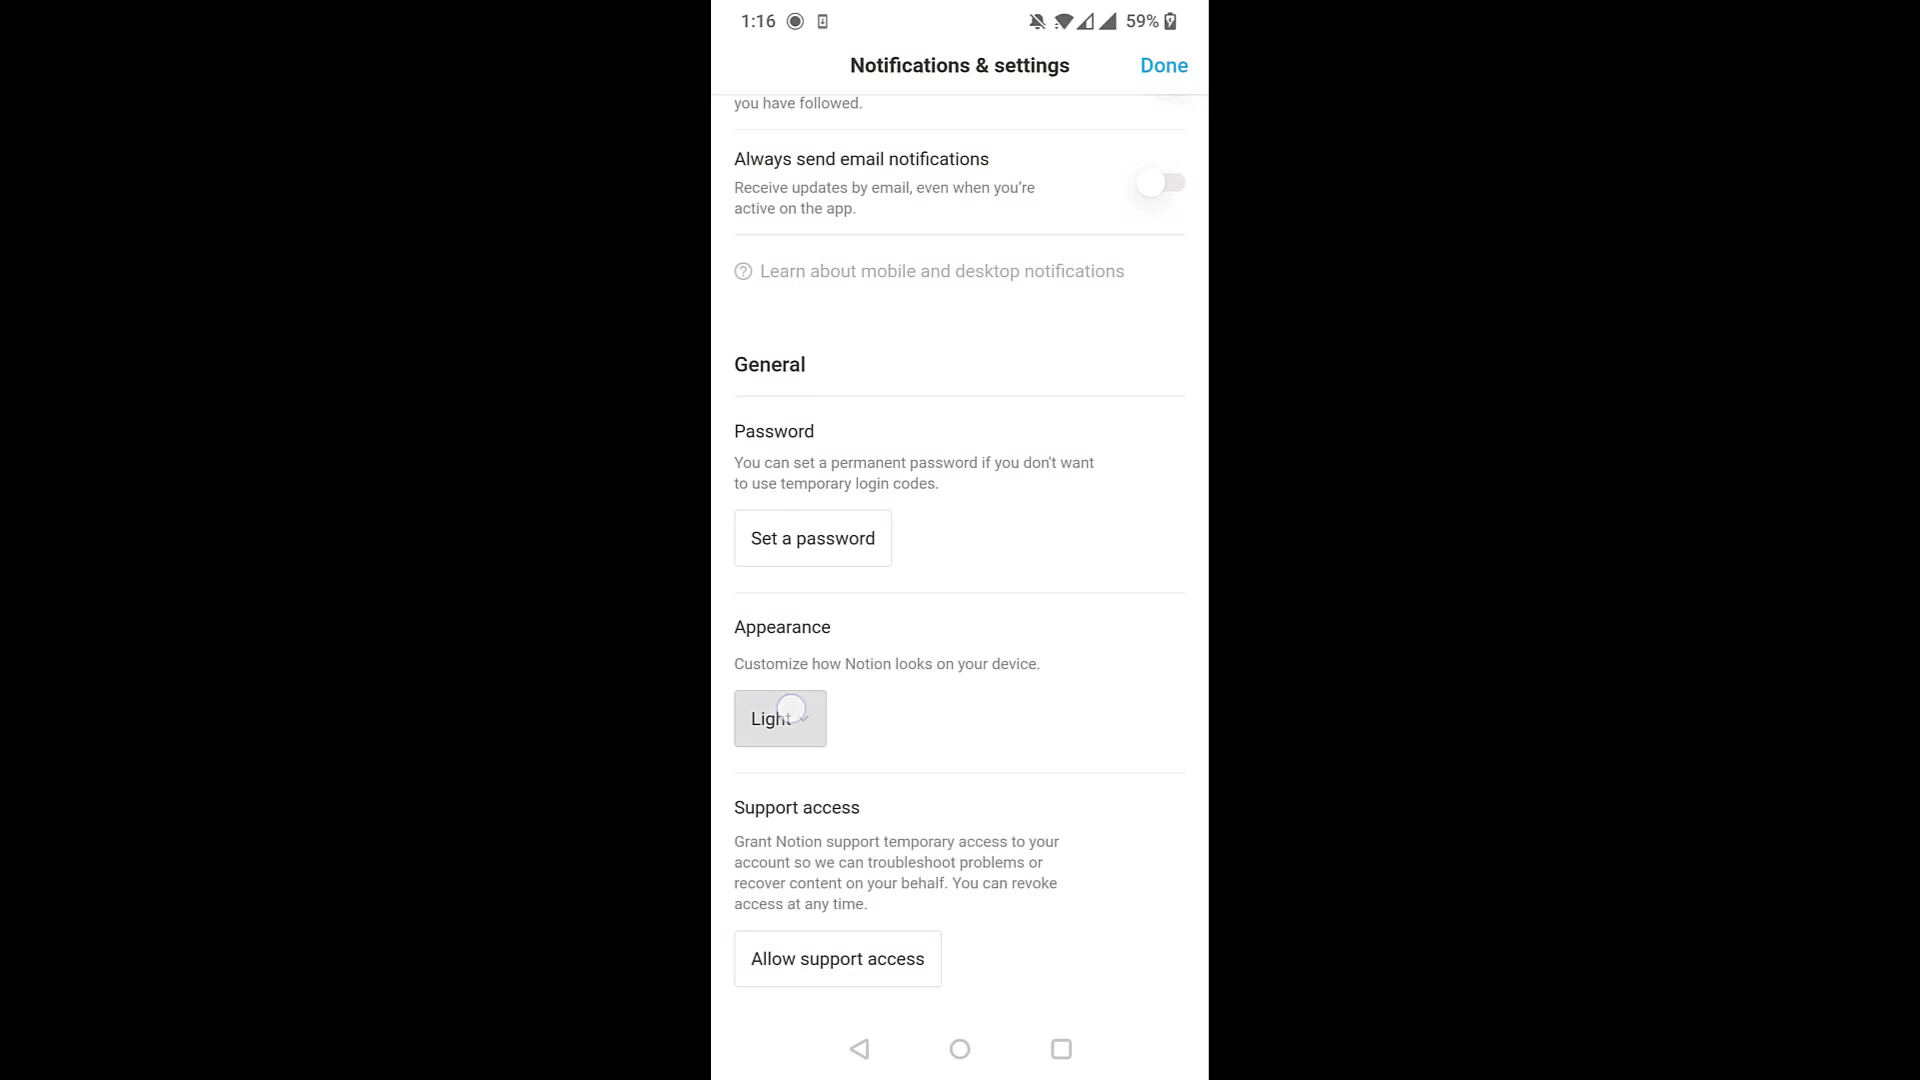 1:16 59%
Notifications & settings Done
you have followed.
Always send email notifications
Receive updates by email, even when you’re
active on the app.
Learn about mobile and desktop notifications
General
Password
You can set a permanent password if you don't want
to use temporary login codes.
Set a password
Appearance
Customize how Notion looks on your device.
Light
Support access
Grant Notion support temporary access to your
account so we can troubleshoot problems or
recover content on your behalf. You can revoke
access at any time.
Allow support access